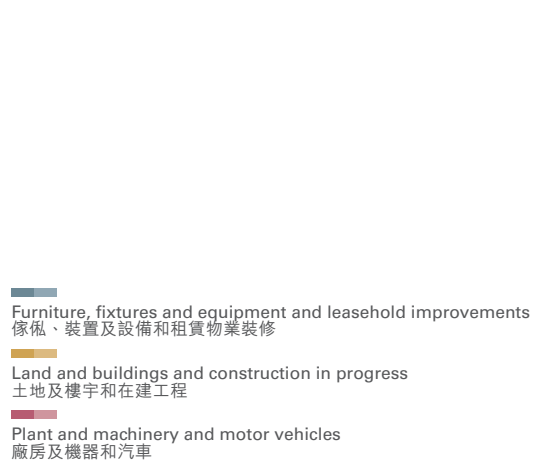 Furniture, fixtures and equipment and leasehold improvements
傢俬、裝置及設備和租賃物業裝修
Land and buildings and construction in progress
土地及樓宇和在建工程
Plant and machinery and motor vehicles
廠房及機器和汽車